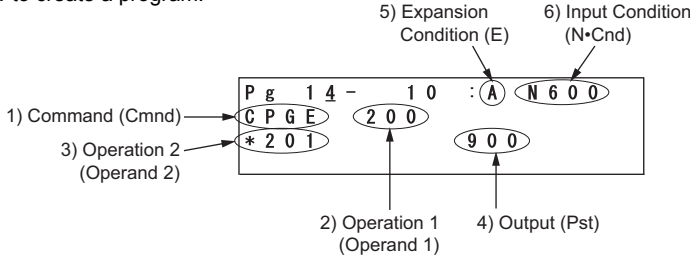 to create a program.
5) Expansion
Condition (E)
6) Input Condition
(N•Cnd)
Pg 14- 10 :A N600
1) Command (Cmnd)
CPGE 200
3) Operation 2
(Operand 2)
*201 900
2) Operation 1
(Operand 1)
4) Output (Pst)